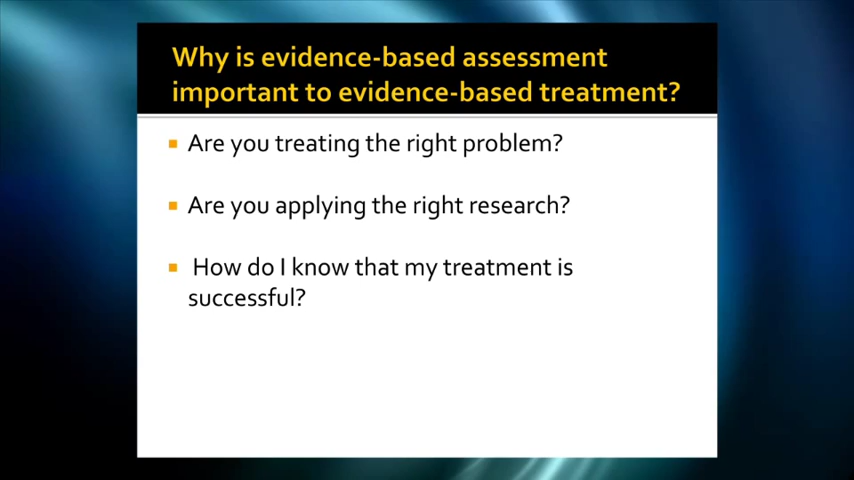 Why is evidence-based assessment
important to evidence-based treatment?
Are you treating the right problem?
Are you applying the right research?
How do I know that my treatment is
successful?